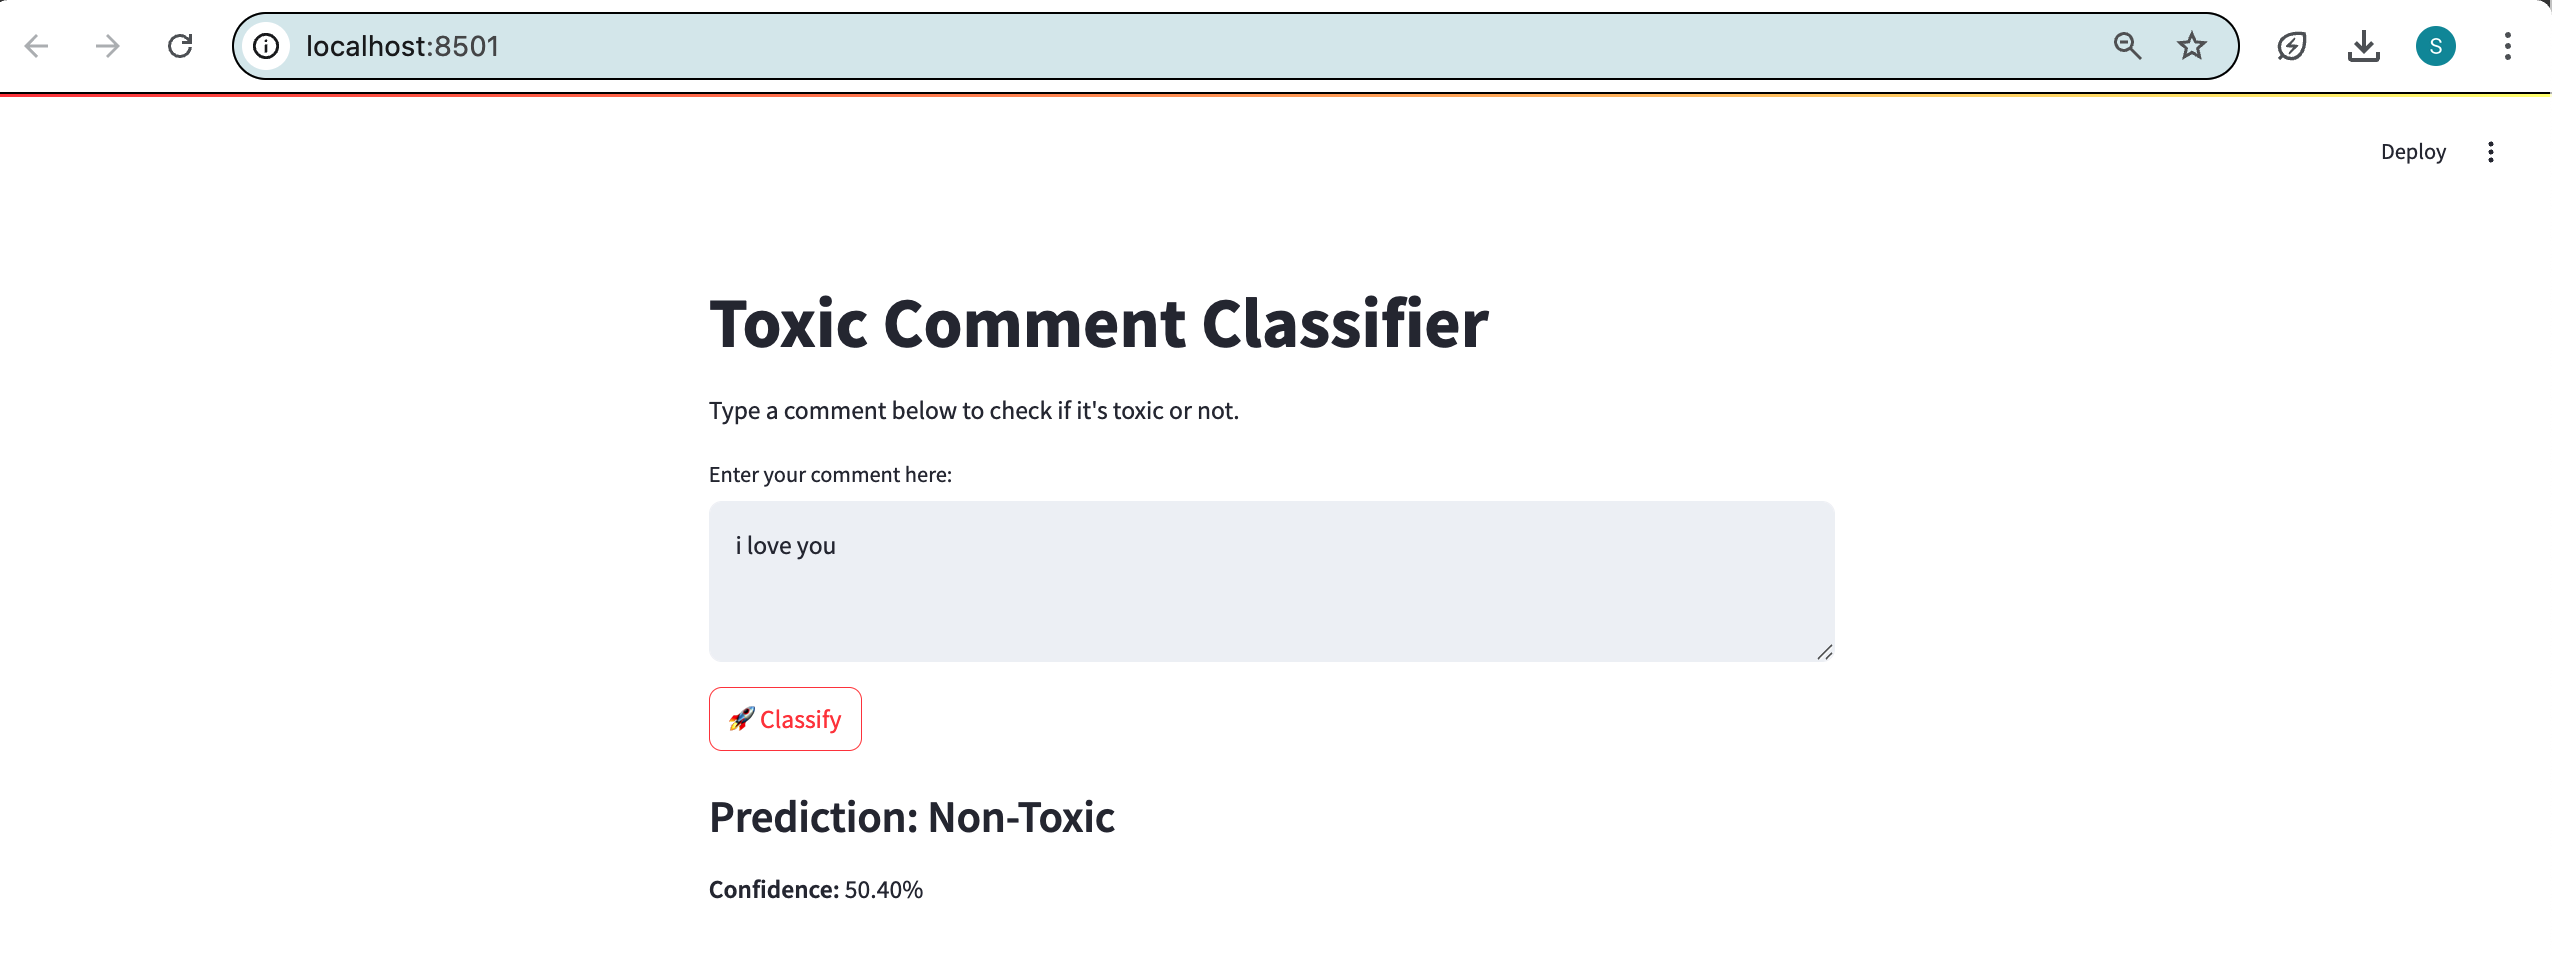 localhost:8501
S
Deploy
Toxic Comment Classifier
Type a comment below to check if it's toxic or not.
Enter your comment here:
i love you
🚀 Classify
Prediction: Non-Toxic
Confidence: 50.40%